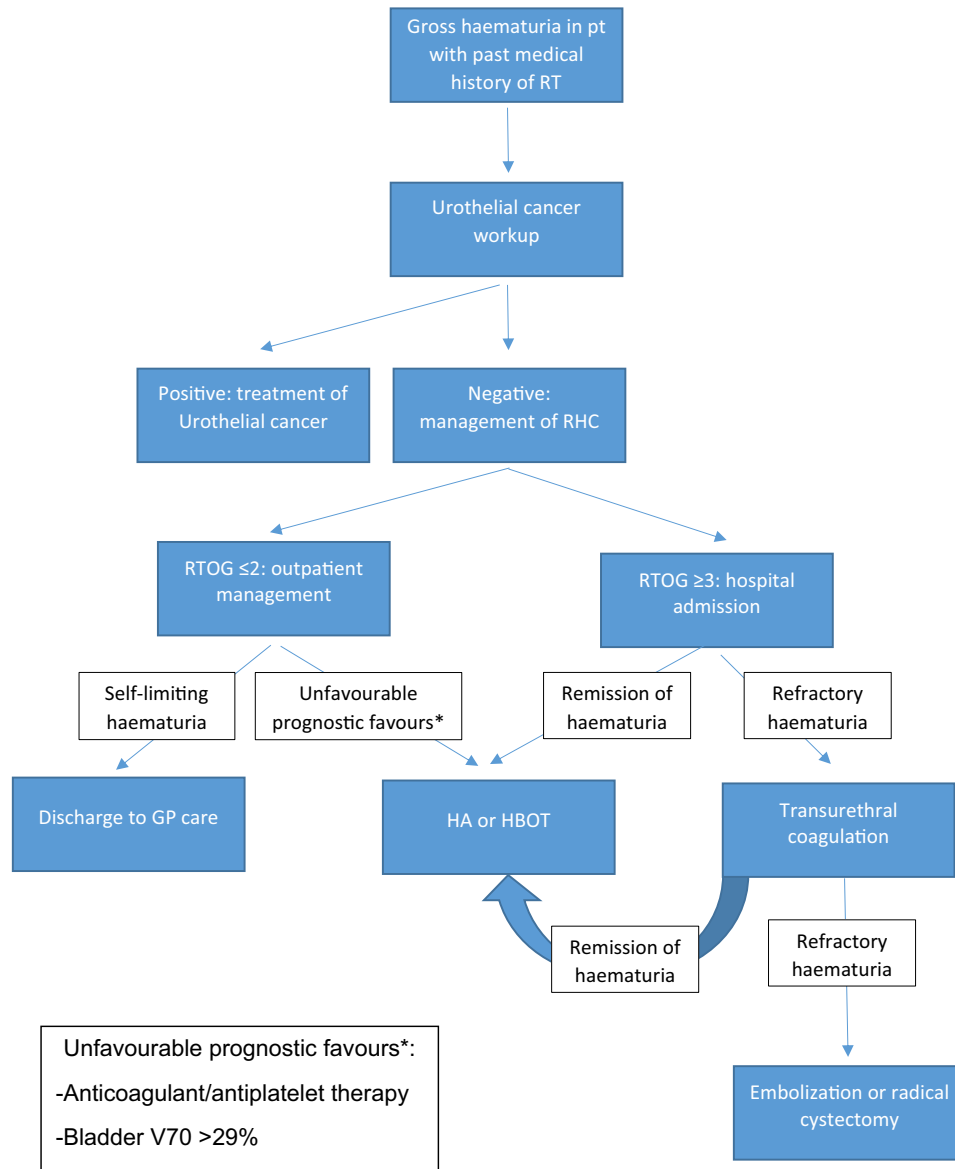 Gross haematuria in pt
with past medical
history of RT
Urothelial cancer
workup
Positive: treatment of
Urothelial cancer
Negative:
management of RHC
RTOG ≤2: outpatient
management
RTOG ≥3: hospital
admission
Self-limiting
haematuria
Unfavourable
prognostic favours*
Remission of
haematuria
Refractory
haematuria
Discharge to GP care
HA or HBOT
Transurethral
coagulation
Remission of
haematuria
Refractory
haematuria
Unfavourable prognostic favours*:
-Anticoagulant/antiplatelet therapy
-Bladder V70 >29%
Embolization or radical
cystectomy